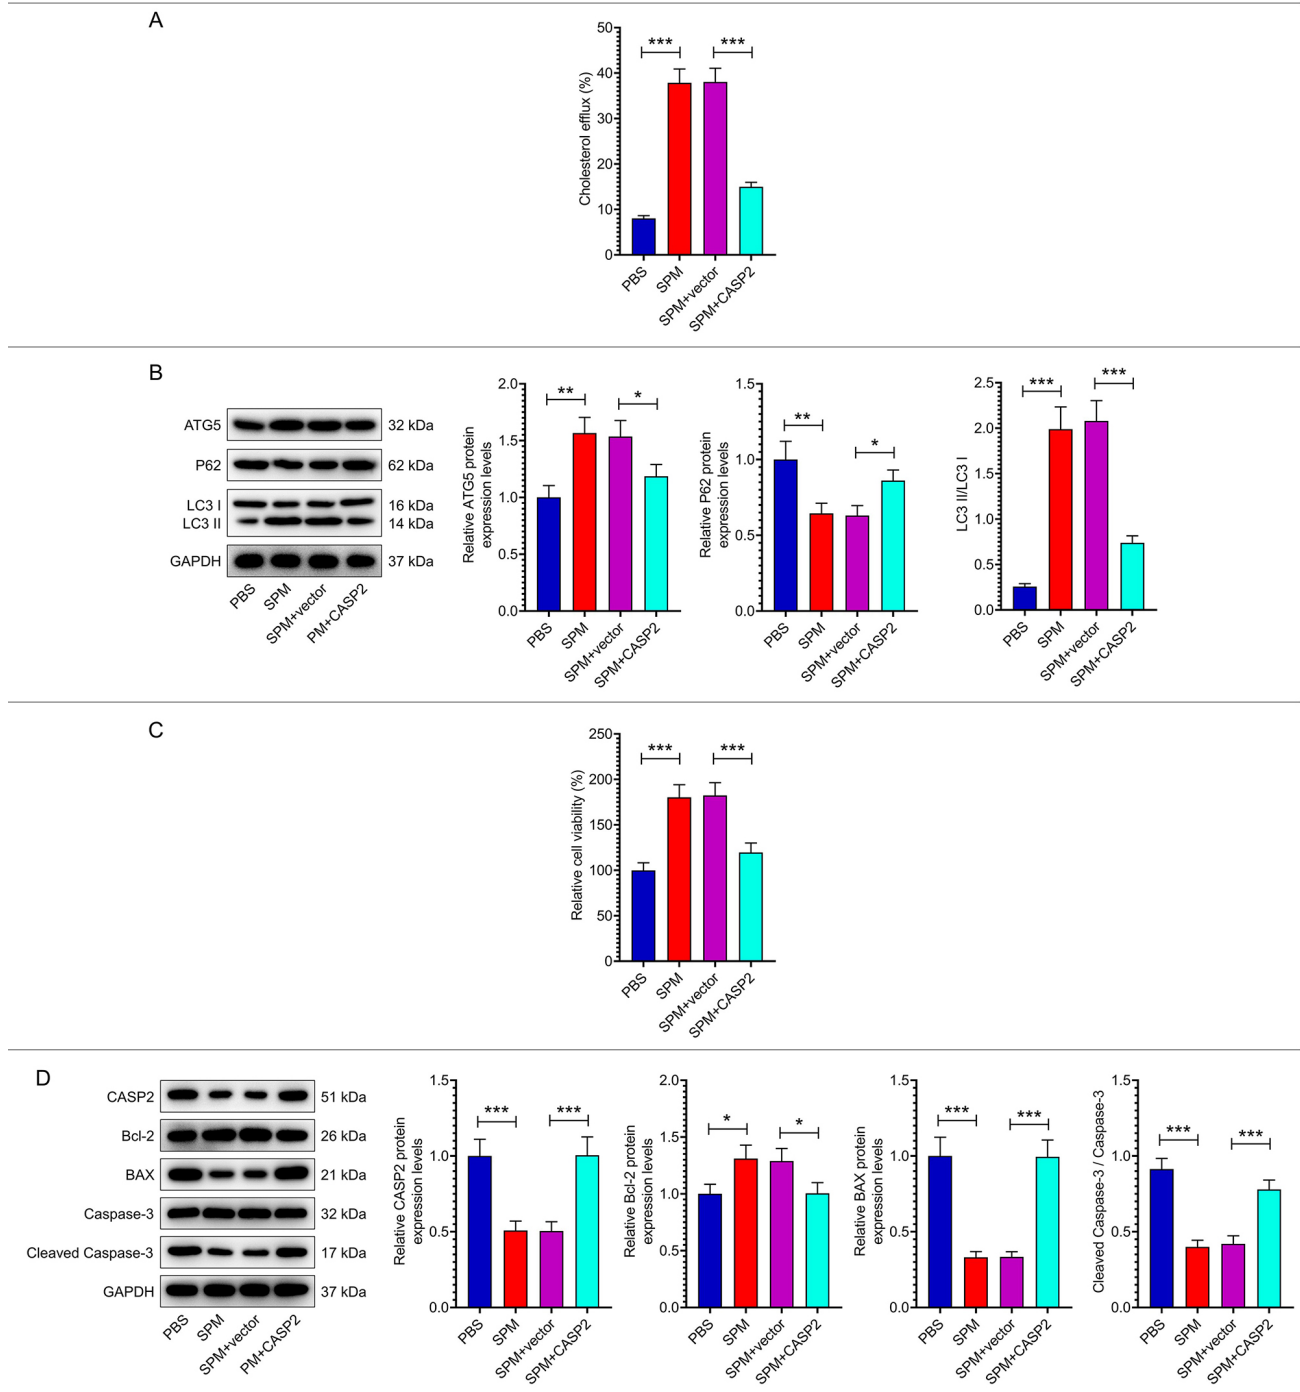 A
Cholesterol efflux (%)
50
40
30
20
10
0
*** ***
PBS
SPM
SPM+vector
SPM+CASP2
B
ATG5 32 kDa
P62 62 kDa
LC3 I 16 kDa
LC3 II 14 kDa
GAPDH 37 kDa
PBS
SPM
SPM+vector
PM+CASP2
Relative ATG5 protein
expression levels
2.0
1.5
1.0
0.5
0.0
** *
PBS
SPM
SPM+vector
SPM+CASP2
Relative P62 protein
expression levels
1.5
1.0
0.5
0.0
** *
PBS
SPM
SPM+vector
SPM+CASP2
LC3 II/LC3 I
2.5
2.0
1.5
1.0
0.5
0.0
*** ***
PBS
SPM
SPM+vector
SPM+CASP2
C
Relative cell viability (%)
250
200
150
100
50
0
*** ***
PBS
SPM
SPM+vector
SPM+CASP2
D
CASP2 51 kDa
Bcl-2 26 kDa
BAX 21 kDa
Caspase-3 32 kDa
Cleaved Caspase-3 17 kDa
GAPDH 37 kDa
PBS
SPM
SPM+vector
PM+CASP2
Relative CASP2 protein
expression levels
1.5
1.0
0.5
0.0
*** ***
PBS
SPM
SPM+vector
SPM+CASP2
Relative Bcl-2 protein
expression levels
2.0
1.5
1.0
0.5
0.0
* *
PBS
SPM
SPM+vector
SPM+CASP2
Relative BAX protein
expression levels
1.5
1.0
0.5
0.0
*** ***
PBS
SPM
SPM+vector
SPM+CASP2
Cleaved Caspase-3 / Caspase-3
1.5
1.0
0.5
0.0
*** ***
PBS
SPM
SPM+vector
SPM+CASP2